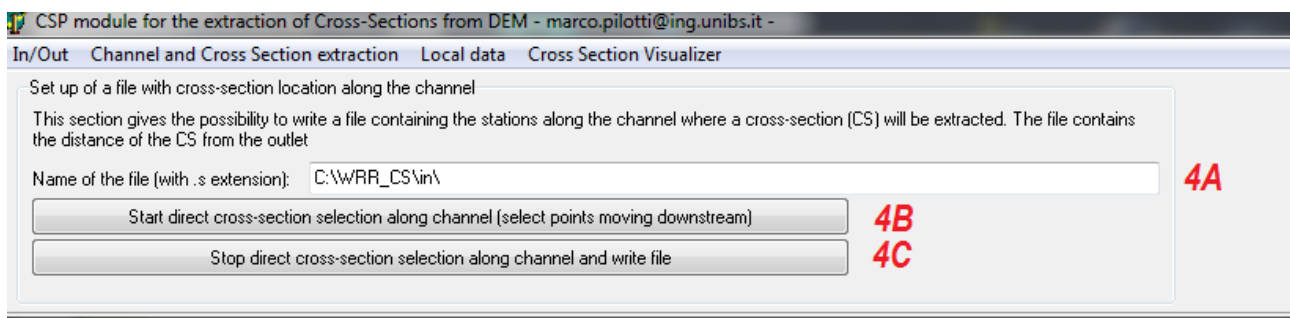 CSP module for the extraction of Cross-Sections from DEM - marco.pilotti@ing.unibs.it -
In/Out Channel and Cross Section extraction Local data Cross Section Visualizer
Set up of a file with cross-section location along the channel
This section gives the possibility to write a file containing the stations along the channel where a cross-section (CS) will be extracted. The file contains
the distance of the CS from the outlet
Name of the file (with .s extension): C:\WRR_CS\in\ 4A
Start direct cross-section selection along channel (select points moving downstream) 4B
Stop direct cross-section selection along channel and write file 4C